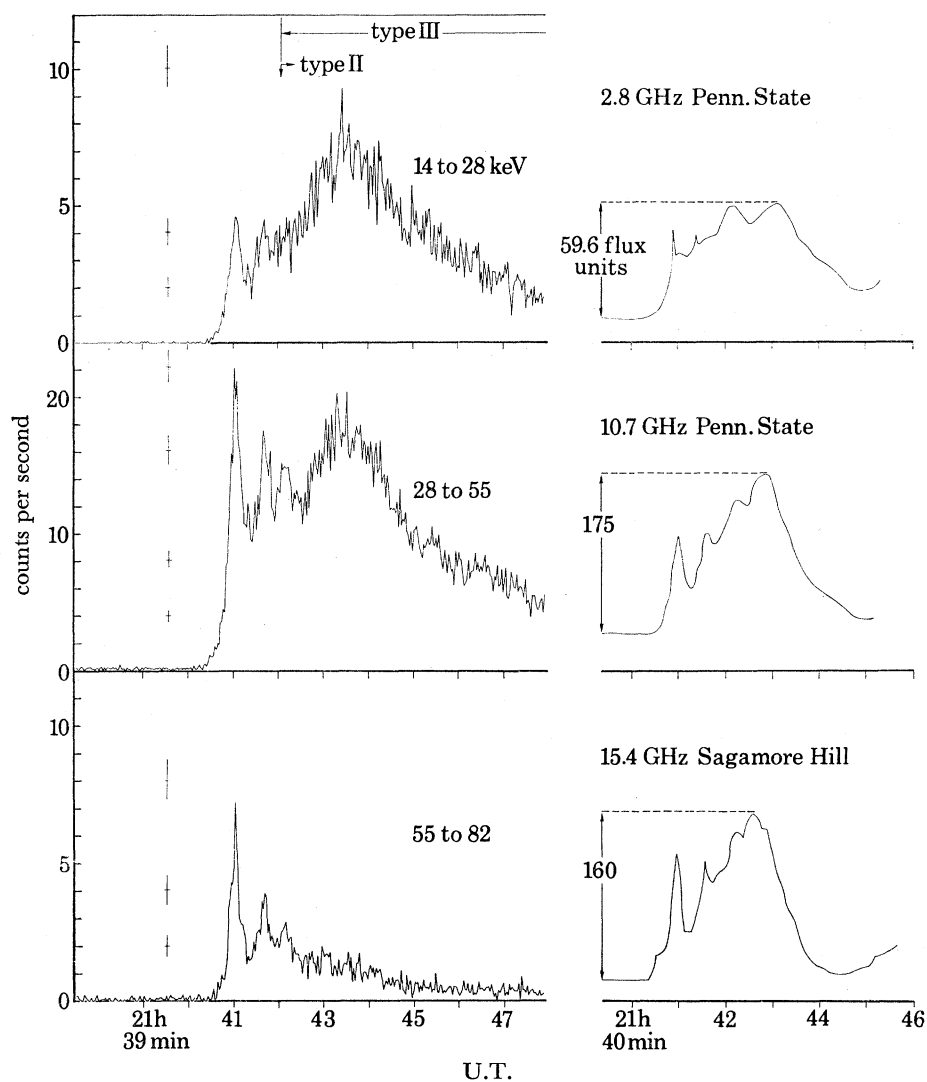 type III
type II
2.8 GHz Penn. State
14 to 28 keV
59.6 flux
units
10
5
0
10.7 GHz Penn. State
28 to 55
175
20
10
0
counts per second
15.4 GHz Sagamore Hill
55 to 82
160
10
5
0
21h 41 43 45 47
39 min
21h 42 44 46
40 min
U.T.